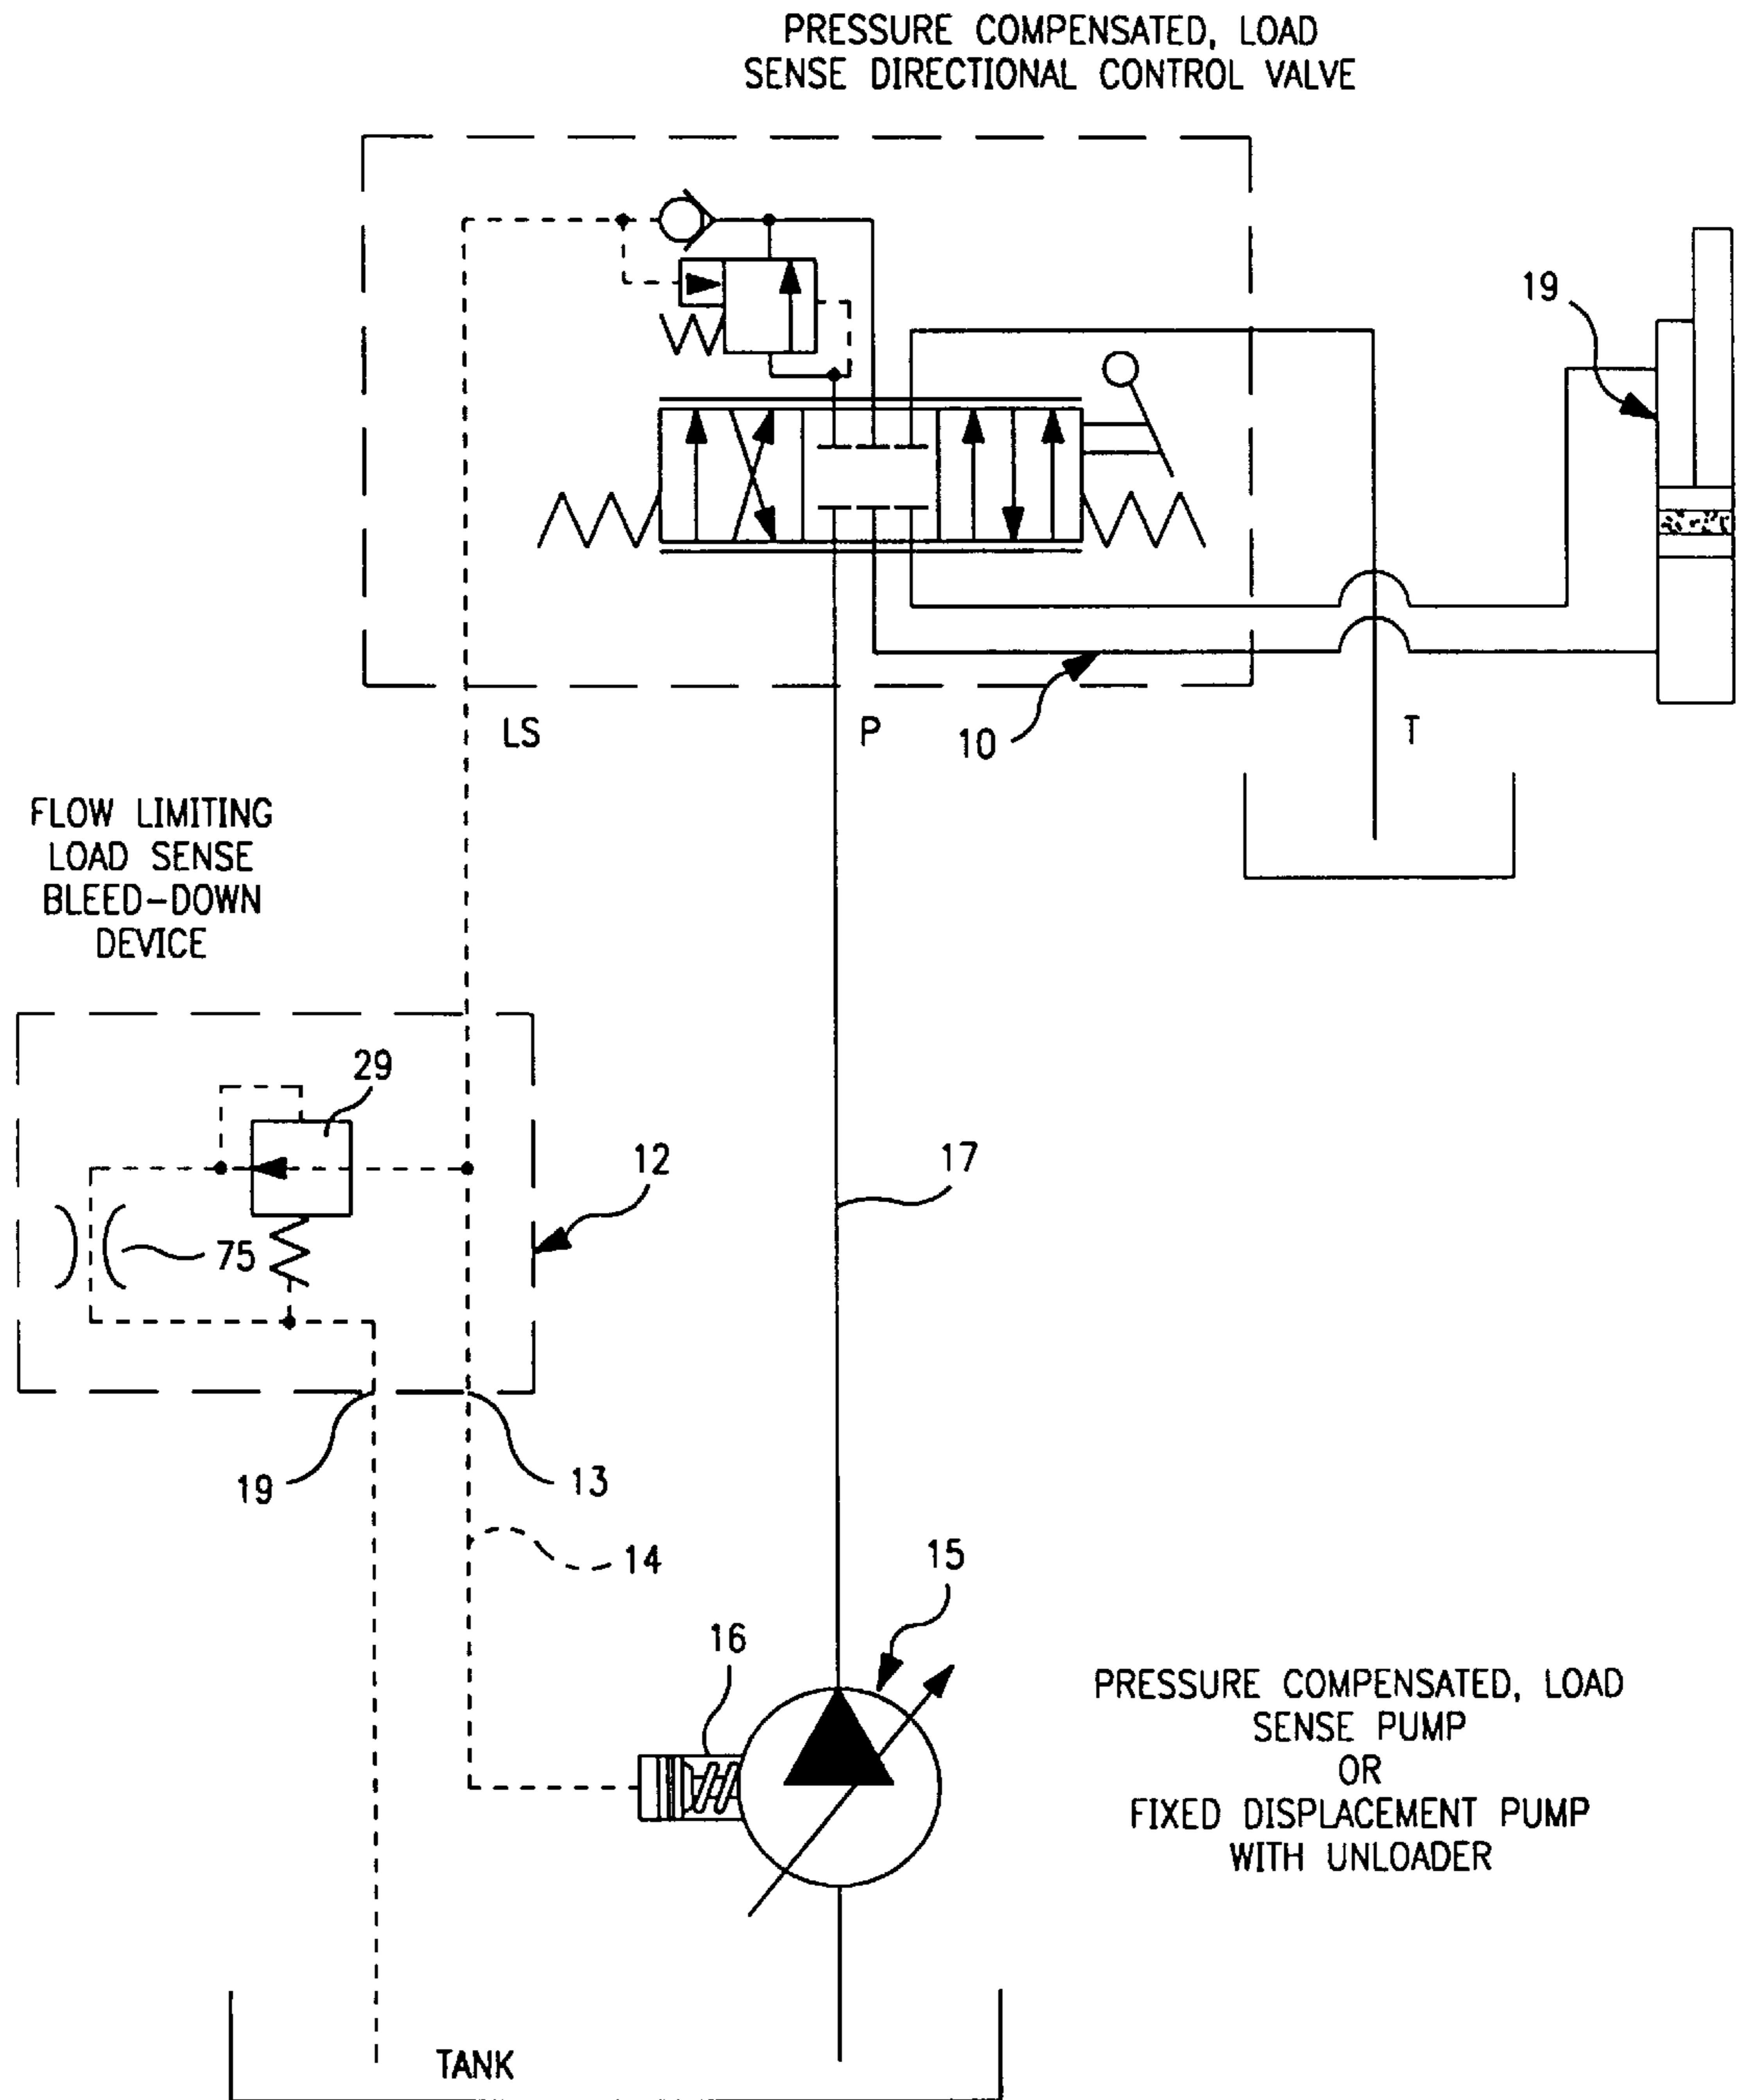 PRESSURE COMPENSATED, LOAD
SENSE DIRECTIONAL CONTROL VALVE
19
LS
P
10
T
FLOW LIMITING
LOAD SENSE
BLEED-DOWN
DEVICE
29
12
17
75
19
13
14
15
16
PRESSURE COMPENSATED, LOAD
SENSE PUMP
OR
FIXED DISPLACEMENT PUMP
WITH UNLOADER
TANK